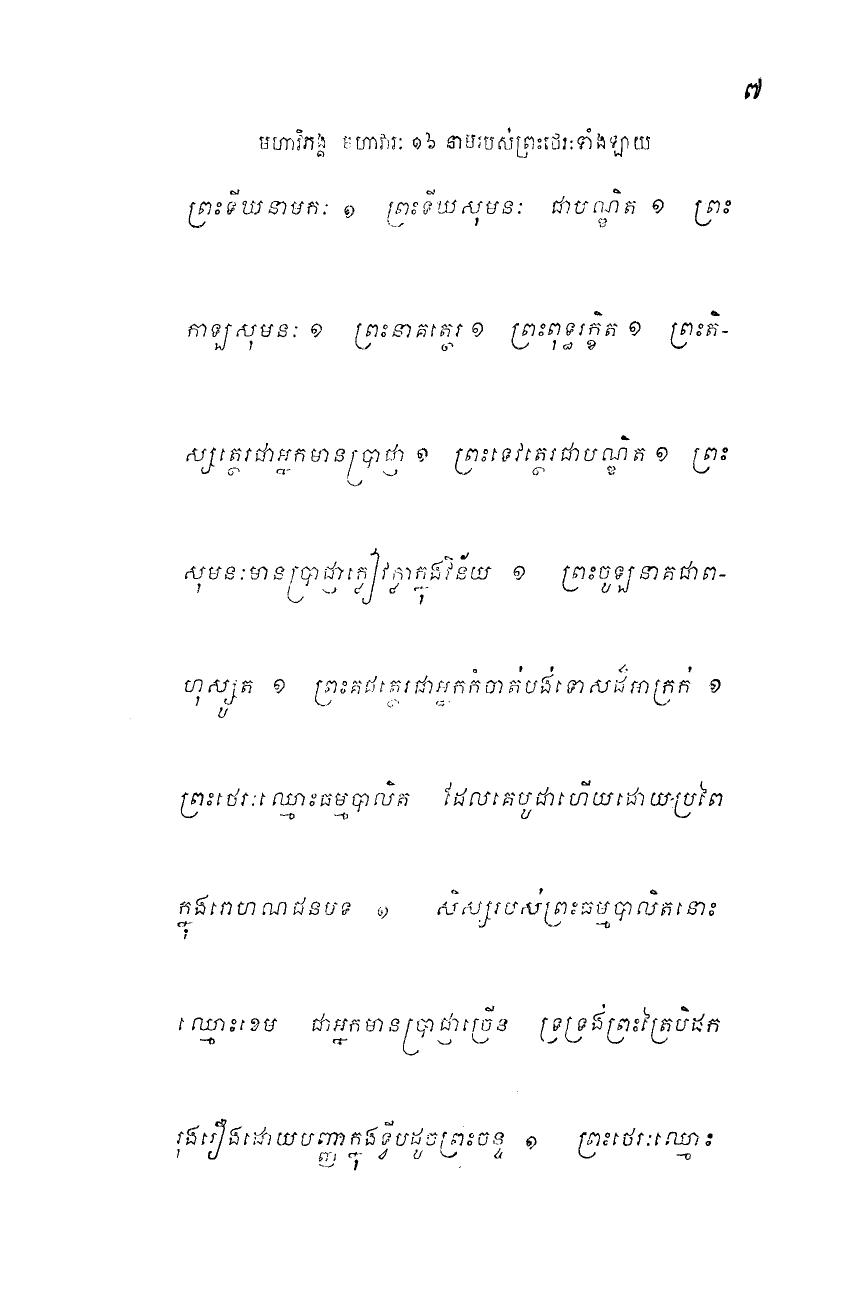 ៧
មហាវិភង្គ មហាវារៈ ១៦ នាមរបស់ព្រះថេរៈទាំងឡាយ
ព្រះទីឃនាមកៈ ១ ព្រះទីឃសុមនៈ ជាបណ្ឌិត ១ ព្រះ
កាឡសុមនៈ ១ ព្រះនាគត្ថេរ ១ ព្រះពុទ្ធរក្ខិត ១ ព្រះតិ-
ស្សត្ថេរជាអ្នកមានប្រាជ្ញា ១ ព្រះទេវត្ថេរជាបណ្ឌិត ១ ព្រះ
សុមនៈមានប្រាជ្ញាក្លៀវក្លាក្នុងវិន័យ ១ ព្រះចូឡនាគជាព-
ហុស្សូត ១ ព្រះគជត្ថេរជាអ្នកកំចាត់បង់ទោសដ៏អាក្រក់ ១
ព្រះថេរៈឈ្មោះធម្មបាលិត ដែលគេបូជាហើយដោយប្រពៃ
ក្នុងរោហណជនបទ ១ សិស្សរបស់ព្រះធម្មបាលិតនោះ
ឈ្មោះខេម ជាអ្នកមានប្រាជ្ញាច្រើន ទ្រទ្រង់ព្រះត្រៃបិដក
រុងរឿងដោយបញ្ញាក្នុងទ្វីបដូចព្រះចន្ទ ១ ព្រះថេរៈឈ្មោះ